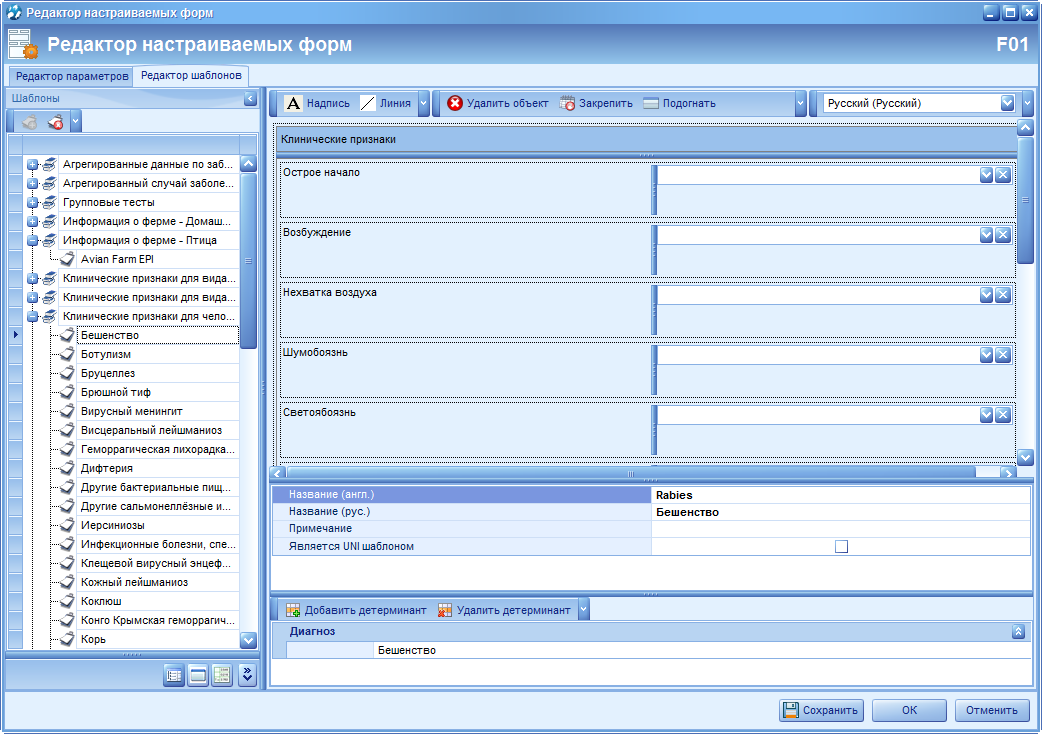 Редактор настраиваемых форм
Редактор настраиваемых форм
F01
Редактор параметров
Редактор шаблонов
Шаблоны
Агрегированные данные по заб...
Агрегированный случай заболе...
Групповые тесты
Информация о ферме - Домаш...
Информация о ферме - Птица
Avian Farm EPI
Клинические признаки для вида...
Клинические признаки для вида...
Клинические признаки для чело...
Бешенство
Ботулизм
Бруцеллез
Брюшной тиф
Вирусный менингит
Висцеральный лейшманиоз
Геморрагическая лихорадка...
Дифтерия
Другие бактериальные пищ...
Другие сальмонеллёзные и...
Иерсиниозы
Инфекционные болезни, спе...
Клещевой вирусный энцеф...
Кожный лейшманиоз
Коклюш
Конго Крымская геморрагич...
Корь
A Надпись
Линия
Удалить объект
Закрепить
Подогнать
Русский (Русский)
Клинические признаки
Острое начало
Возбуждение
Нехватка воздуха
Шумобоязнь
Светоябоязнь
Название (англ.) Rabies
Название (рус.) Бешенство
Примечание
Является UNI шаблоном
Добавить детерминант
Удалить детерминант
Диагноз
Бешенство
Сохранить
ОК
Отменить